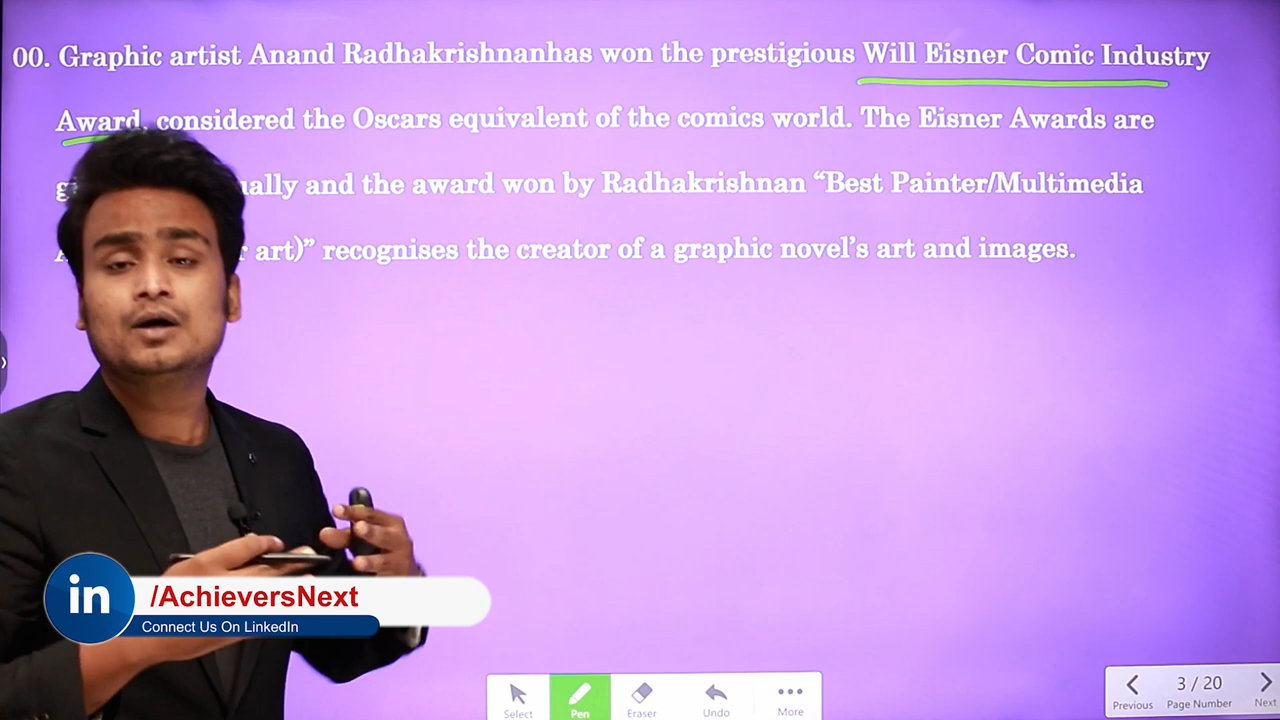 00. Graphic artist Anand Radhakrishnanhas won the prestigious Will Eisner Comic Industry
Award, considered the Oscars equivalent of the comics world. The Eisner Awards are
ually and the award won by Radhakrishnan “Best Painter/Multimedia
art)” recognises the creator of a graphic novel’s art and images.
in /AchieversNext
Connect Us On LinkedIn
Select Pen Eraser Undo More
3 / 20
Previous Page Number Next